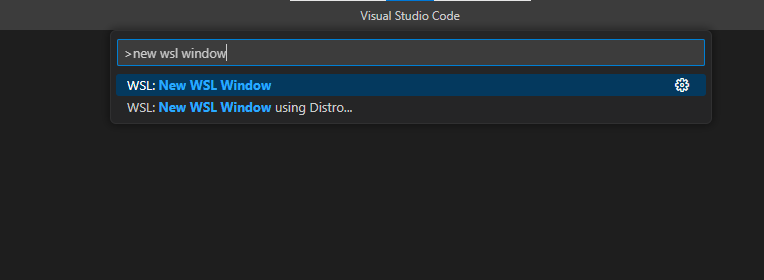 Visual Studio Code
>new wsl window
WSL: New WSL Window
WSL: New WSL Window using Distro...